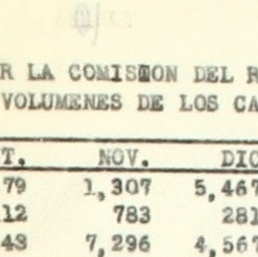 R LA COMISION DEL R
VOLUMENES DE LOS CA
T. NOV. DIC
79 1,307 5,467
12 783 281
43 7,296 4,567